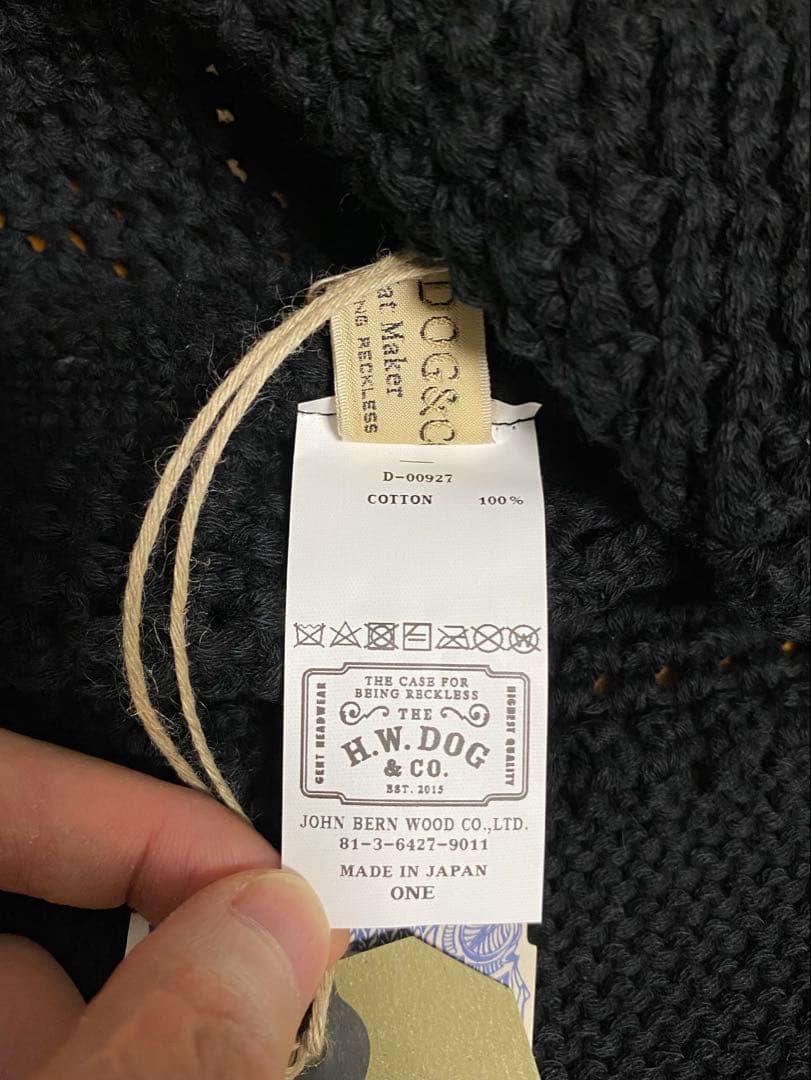 DOG&C
at Maker
NG RECKLESS
D-00927
COTTON 100%
THE CASE FOR
BEING RECKLESS
GENT HEADWEAR
THE
H.W.DOG
& CO.
EST. 2015
HIGHEST QUALITY
JOHN BERN WOOD CO.,LTD.
81-3-6427-9011
MADE IN JAPAN
ONE